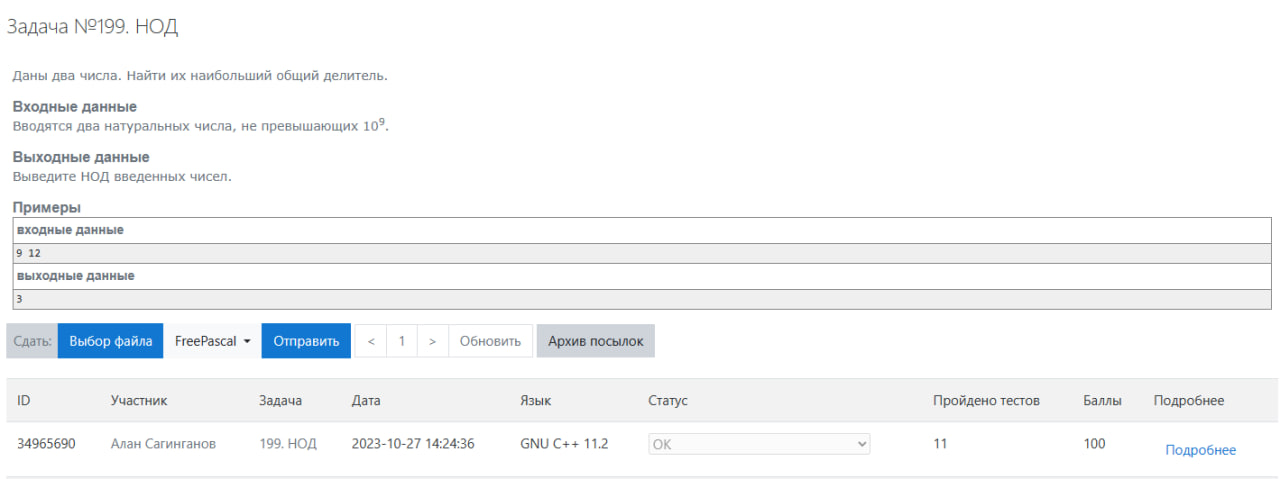 Задача №199. НОД
Даны два числа. Найти их наибольший общий делитель.
Входные данные
Вводятся два натуральных числа, не превышающих 10⁹.
Выходные данные
Выведите НОД введенных чисел.
Примеры
входные данные
9 12
выходные данные
3
Сдать: Выбор файла FreePascal Отправить < 1 > Обновить Архив посылок
ID Участник Задача Дата Язык Статус Пройдено тестов Баллы Подробнее
34965690 Алан Сагинганов 199. НОД 2023-10-27 14:24:36 GNU C++ 11.2 OK 11 100 Подробнее